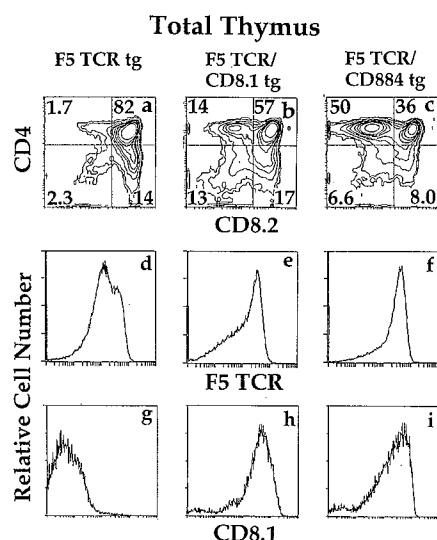 Total Thymus
F5 TCR tg
F5 TCR/
CD8.1 tg
F5 TCR/
CD884 tg
CD4
1.7 82 a
2.3 14
14 57 b
13 17
50 36 c
6.6 8.0
CD8.2
Relative Cell Number
d
e
f
F5 TCR
g
h
i
CD8.1